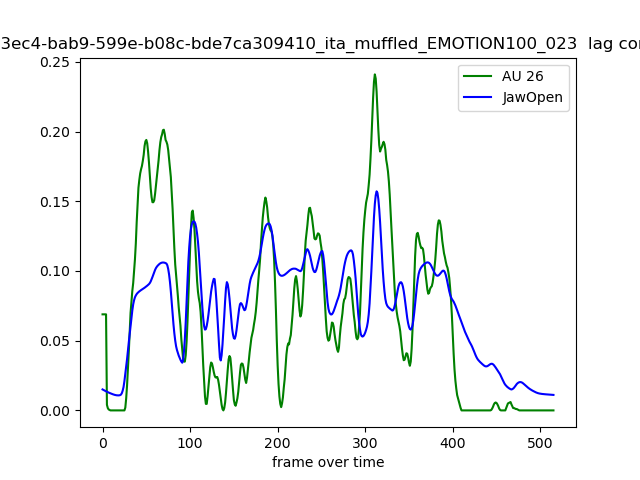 3ec4-bab9-599e-b08c-bde7ca309410_ita_muffled_EMOTION100_023 lag
AU 26
JawOpen
0.25
0.20
0.15
0.10
0.05
0.00
0 100 200 300 400 500
frame over time